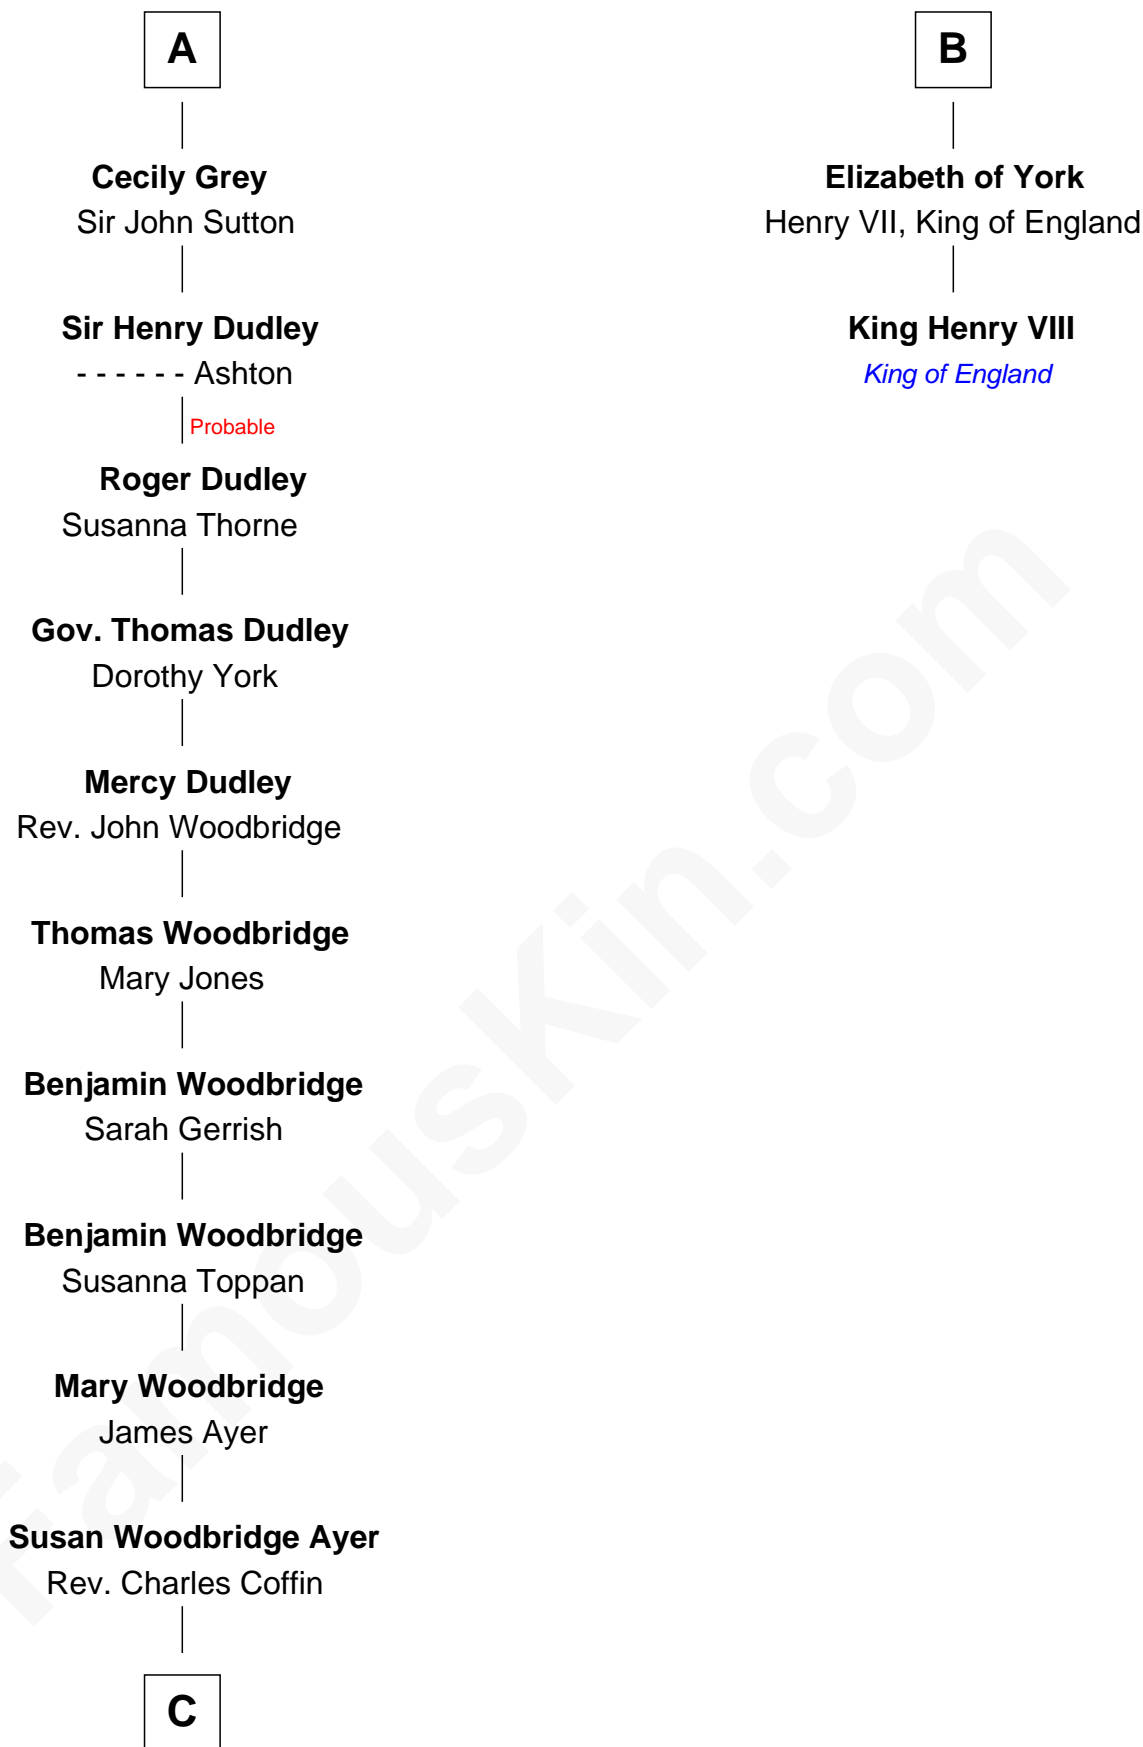 A
Cecily Grey
Sir John Sutton
Sir Henry Dudley
- - - - - - Ashton
Probable
Roger Dudley
Susanna Thorne
Gov. Thomas Dudley
Dorothy York
Mercy Dudley
Rev. John Woodbridge
Thomas Woodbridge
Mary Jones
Benjamin Woodbridge
Sarah Gerrish
Benjamin Woodbridge
Susanna Toppan
Mary Woodbridge
James Ayer
Susan Woodbridge Ayer
Rev. Charles Coffin
C
B
Elizabeth of York
Henry VII, King of England
King Henry VIII
King of England
FamousKin.com